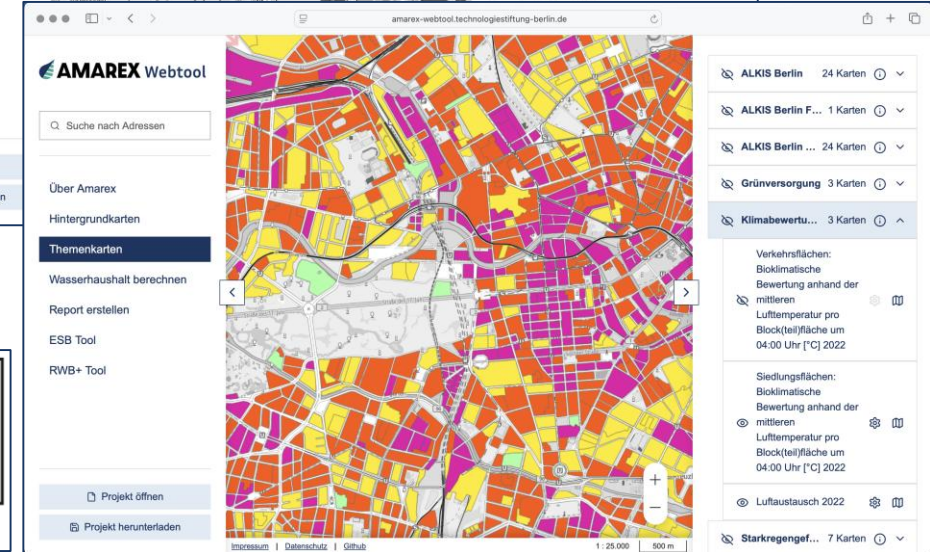 amarex-webtool.technologiestiftung-berlin.de
AMAREX Webtool
Suche nach Adressen
Über Amarex
Hintergrundkarten
Themenkarten
Wasserhaushalt berechnen
Report erstellen
ESB Tool
RWB+ Tool
Projekt öffnen
Projekt herunterladen
n
Impressum | Datenschutz | Github
1 : 25.000
500 m
ALKIS Berlin 24 Karten
ALKIS Berlin F... 1 Karten
ALKIS Berlin ... 24 Karten
Grünversorgung 3 Karten
Klimabewertu... 3 Karten
Verkehrsflächen:
Bioklimatische
Bewertung anhand der
mittleren
Lufttemperatur pro
Block(teil)fläche um
04:00 Uhr [°C] 2022
Siedlungsflächen:
Bioklimatische
Bewertung anhand der
mittleren
Lufttemperatur pro
Block(teil)fläche um
04:00 Uhr [°C] 2022
Luftaustausch 2022
Starkregengef... 7 Karten